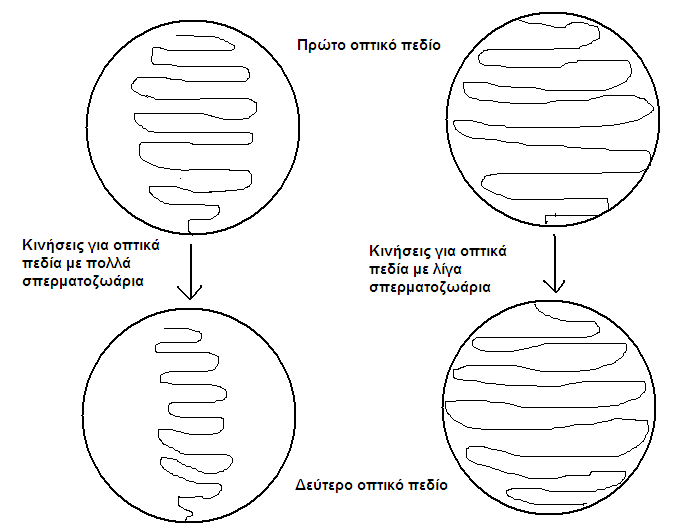 Πρώτο οπτικό πεδίο
Κινήσεις για οπτικά
πεδία με πολλά
σπερματοζωάρια
Κινήσεις για οπτικά
πεδία με λίγα
σπερματοζωάρια
Δεύτερο οπτικό πεδίο